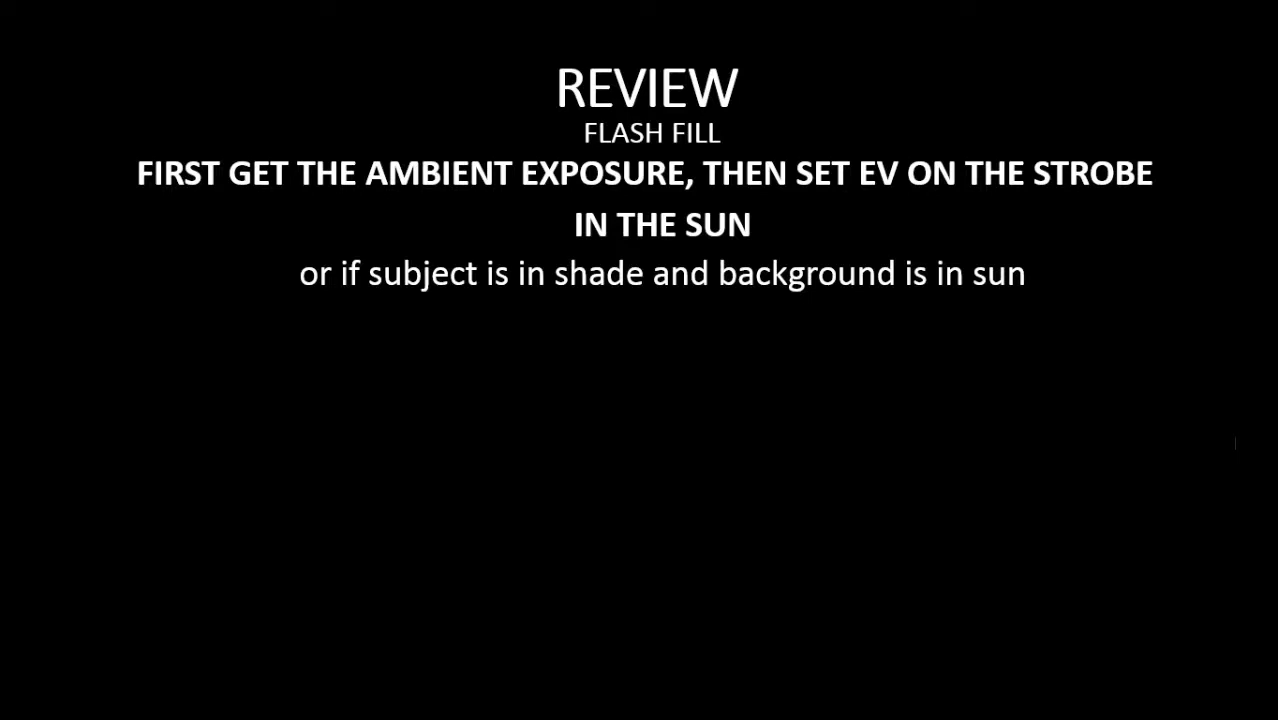 REVIEW
FLASH FILL
FIRST GET THE AMBIENT EXPOSURE, THEN SET EV ON THE STROBE
IN THE SUN
or if subject is in shade and background is in sun